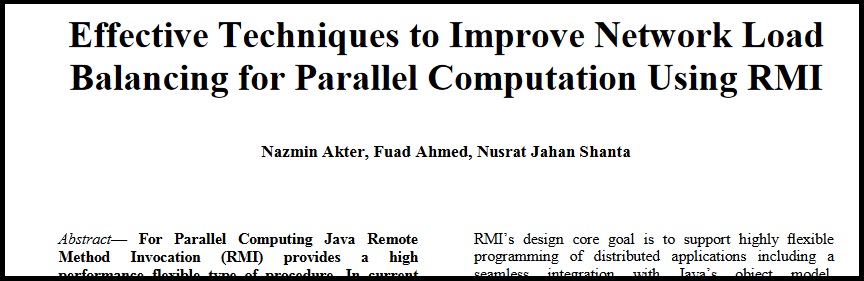 Effective Techniques to Improve Network Load
Balancing for Parallel Computation Using RMI
Nazmin Akter, Fuad Ahmed, Nusrat Jahan Shanta
Abstract— For Parallel Computing Java Remote
Method Invocation (RMI) provides a high
performance flexible type of procedure. In current
RMI’s design core goal is to support highly flexible
programming of distributed applications including a
seamless integration with Java’s object model.